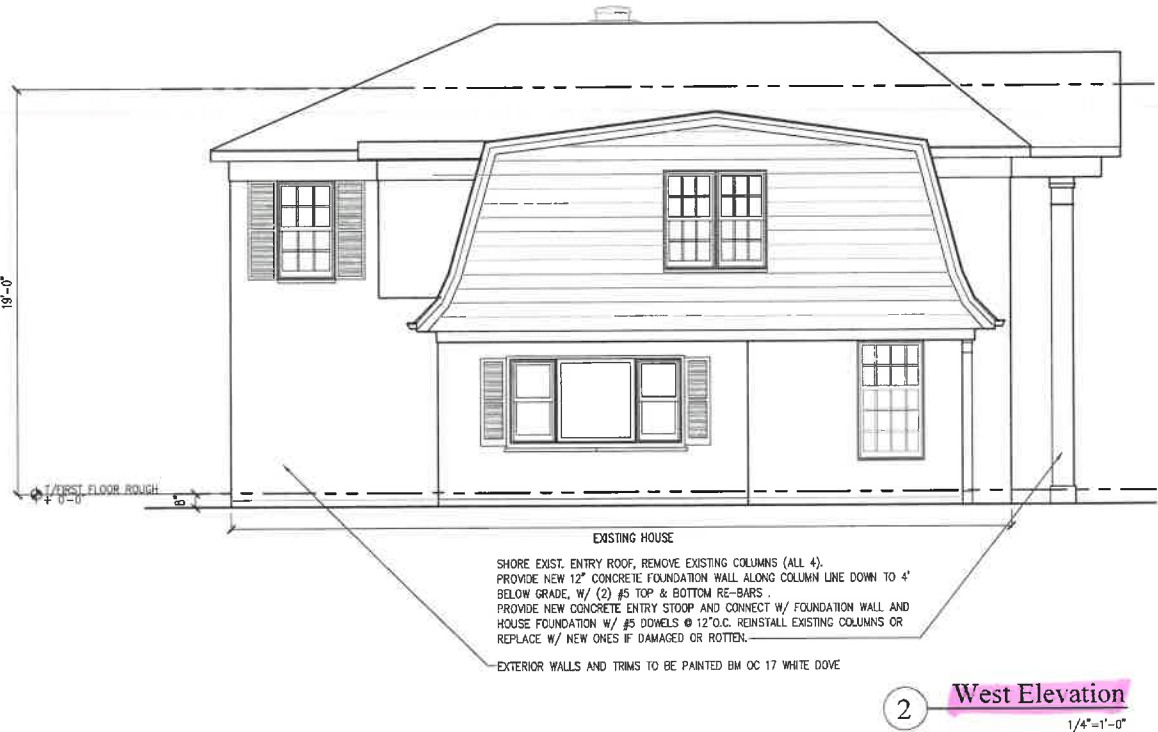 19'-0"
T/FIRST FLOOR ROUGH
+ 0-0
8"
EXISTING HOUSE
SHORE EXIST. ENTRY ROOF, REMOVE EXISTING COLUMNS (ALL 4).
PROVIDE NEW 12" CONCRETE FOUNDATION WALL ALONG COLUMN LINE DOWN TO 4'
BELOW GRADE, W/ (2) #5 TOP & BOTTOM RE-BARS .
PROVIDE NEW CONCRETE ENTRY STOOP AND CONNECT W/ FOUNDATION WALL AND
HOUSE FOUNDATION W/ #5 DOWELS @ 12"O.C. REINSTALL EXISTING COLUMNS OR
REPLACE W/ NEW ONES IF DAMAGED OR ROTTEN.
EXTERIOR WALLS AND TRIMS TO BE PAINTED BM OC 17 WHITE DOVE
2 West Elevation
1/4"=1'-0"